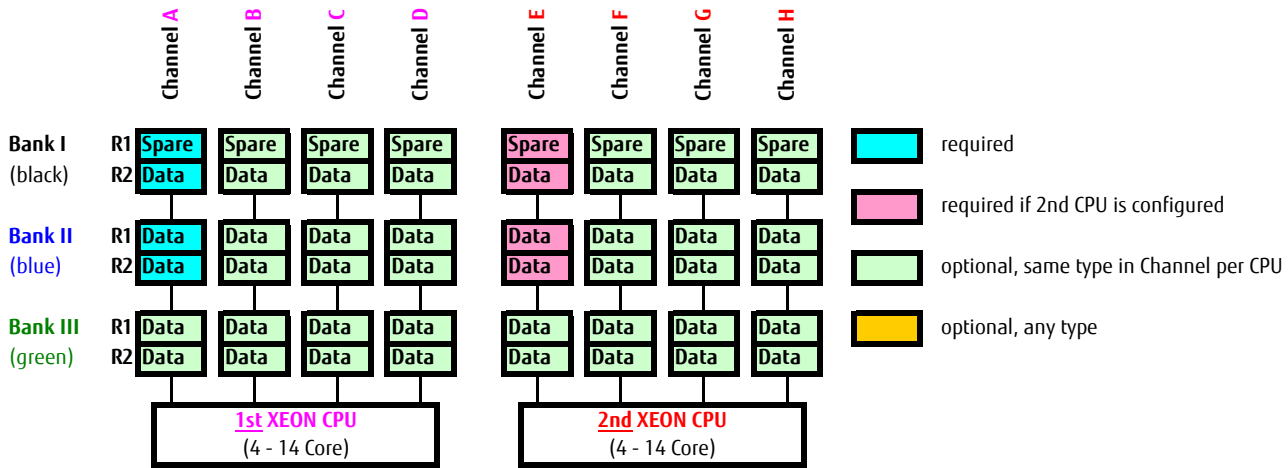 Channel A Channel B Channel C Channel D Channel E Channel F Channel G Channel H
Bank I R1 Spare Spare Spare Spare Spare Spare Spare Spare required
(black) R2 Data Data Data Data Data Data Data Data
required if 2nd CPU is configured
Bank II R1 Data Data Data Data Data Data Data Data
(blue) R2 Data Data Data Data Data Data Data Data optional, same type in Channel per CPU
Bank III R1 Data Data Data Data Data Data Data Data optional, any type
(green) R2 Data Data Data Data Data Data Data Data
1st XEON CPU 2nd XEON CPU
(4 - 14 Core) (4 - 14 Core)